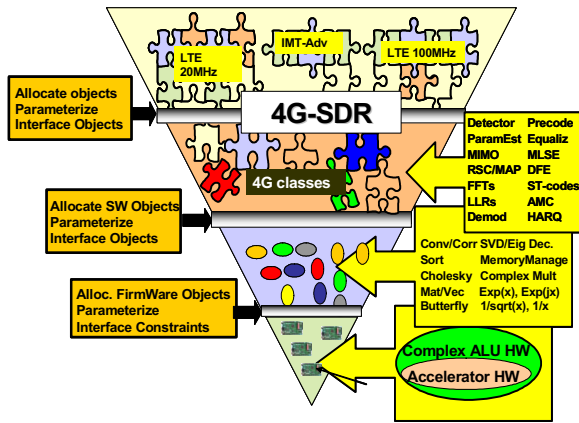 LTE
20MHz
IMT-Adv
LTE 100MHz
Allocate objects
Parameterize
Interface Objects
4G-SDR
Detector Precode
ParamEst Equaliz
MIMO MLSE
RSC/MAP DFE
FFTs ST-codes
LLRs AMC
Demod HARQ
4G classes
Allocate SW Objects
Parameterize
Interface Objects
Conv/Corr SVD/Eig Dec.
Sort MemoryManage
Cholesky Complex Mult
Mat/Vec Exp(x), Exp(jx)
Butterfly 1/sqrt(x), 1/x
Alloc. FirmWare Objects
Parameterize
Interface Constraints
Complex ALU HW
Accelerator HW